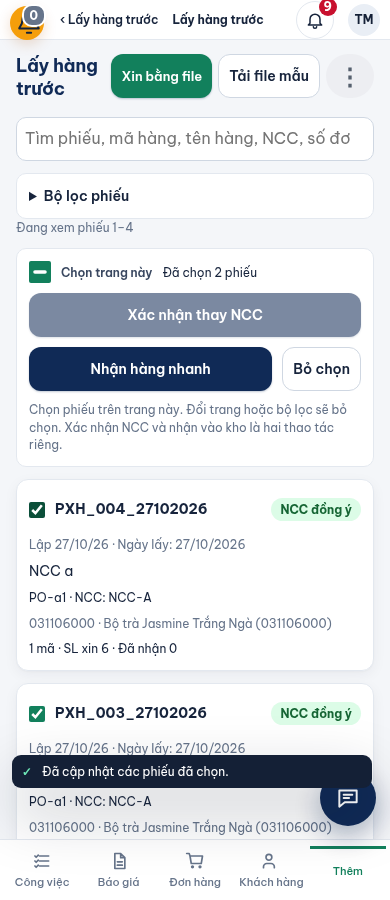 0
‹ Lấy hàng trước Lấy hàng trước
9
TM
Lấy hàng trước
Xin bằng file
Tải file mẫu
Tìm phiếu, mã hàng, tên hàng, NCC, số đơ
Bộ lọc phiếu
Đang xem phiếu 1–4
Chọn trang này Đã chọn 2 phiếu
Xác nhận thay NCC
Nhận hàng nhanh
Bỏ chọn
Chọn phiếu trên trang này. Đổi trang hoặc bộ lọc sẽ bỏ
chọn. Xác nhận NCC và nhận vào kho là hai thao tác
riêng.
PXH_004_27102026
NCC đồng ý
Lập 27/10/26 · Ngày lấy: 27/10/2026
NCC a
PO-a1 · NCC: NCC-A
031106000 · Bộ trà Jasmine Trắng Ngà (031106000)
1 mã · SL xin 6 · Đã nhận 0
PXH_003_27102026
NCC đồng ý
Lập 27/10/26 · Ngày lấy: 27/10/2026
✓ Đã cập nhật các phiếu đã chọn.
PO-a1 · NCC: NCC-A
031106000 · Bộ trà Jasmine Trắng Ngà (031106000)
Công việc
Báo giá
Đơn hàng
Khách hàng
Thêm